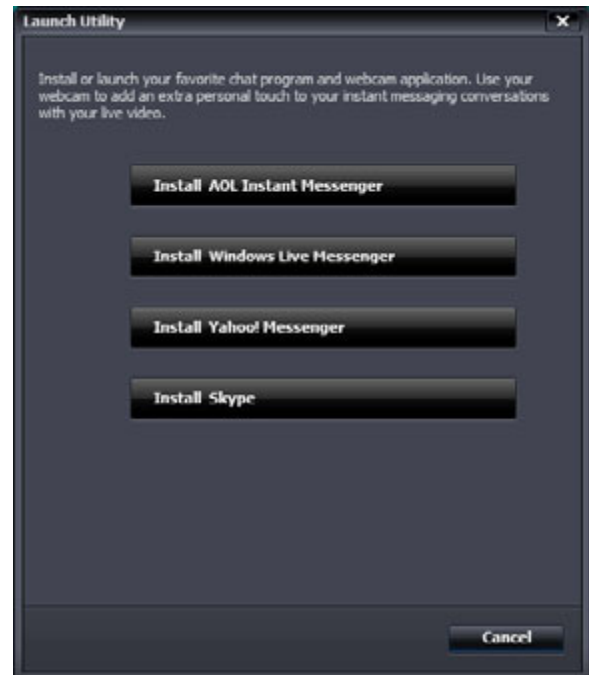 Launch Utility
Install or launch your favorite chat program and webcam application. Use your
webcam to add an extra personal touch to your instant messaging conversations
with your live video.
Install AOL Instant Messenger
Install Windows Live Messenger
Install Yahoo! Messenger
Install Skype
Cancel